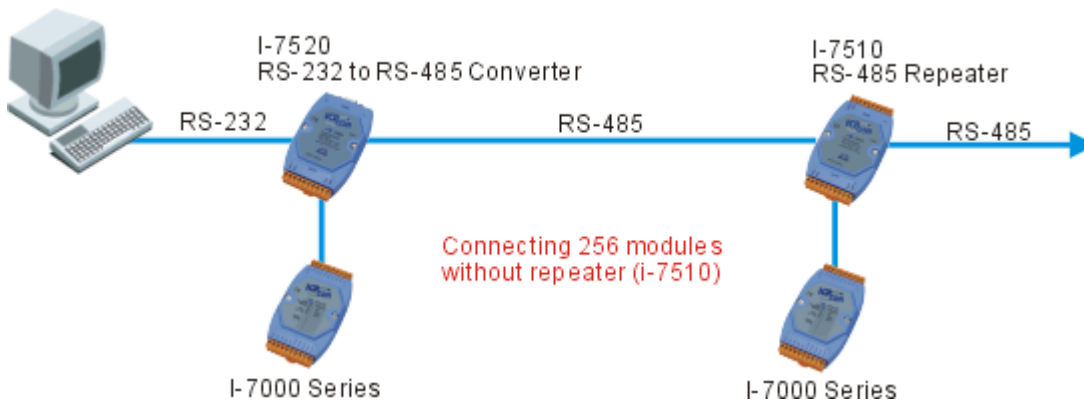 I-7520
RS-232 to RS-485 Converter
I-7510
RS-485 Repeater
RS-232
RS-485
RS-485
Connecting 256 modules
without repeater (i-7510)
I-7000 Series
I-7000 Series